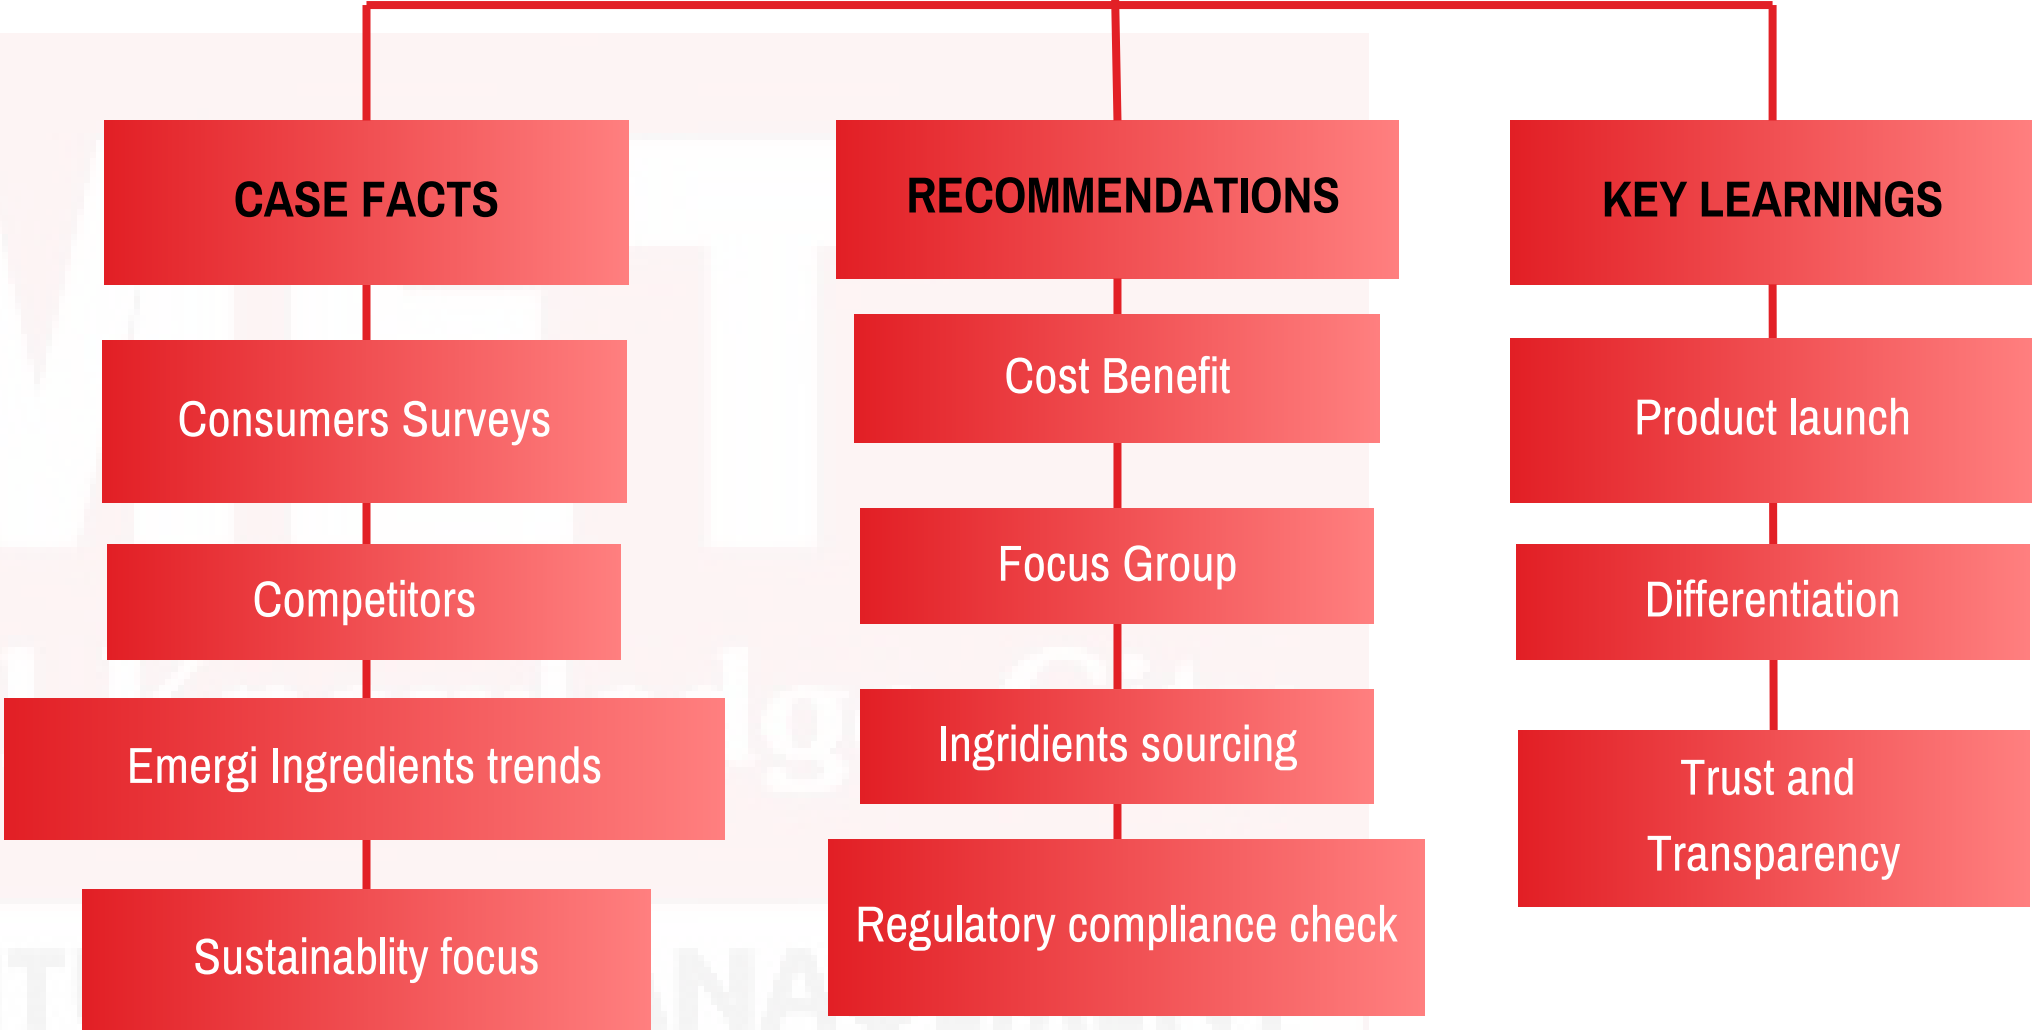 CASE FACTS
Consumers Surveys
Competitors
Emergi Ingredients trends
Sustainablity focus
RECOMMENDATIONS
Cost Benefit
Focus Group
Ingridients sourcing
Regulatory compliance check
KEY LEARNINGS
Product launch
Differentiation
Trust and
Transparency